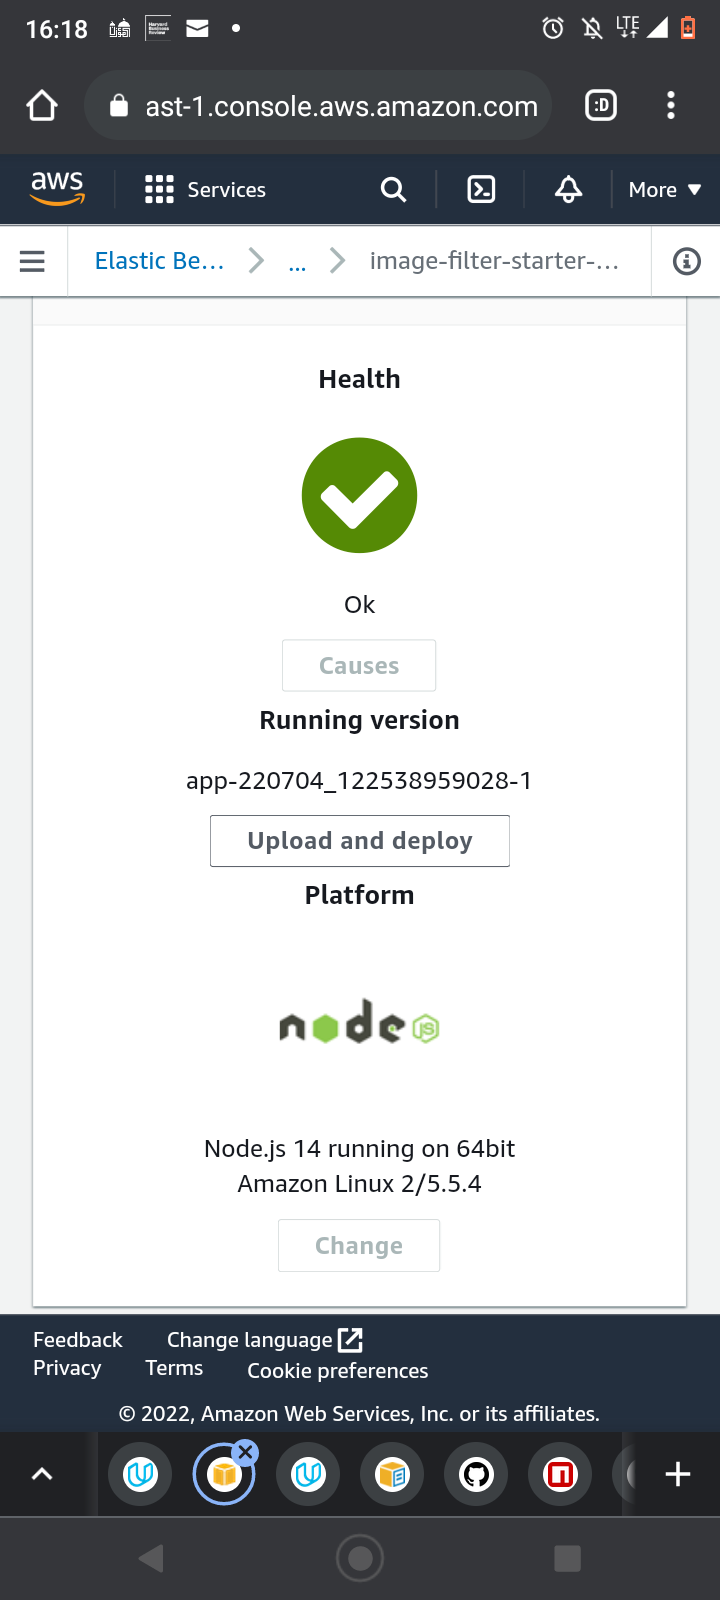 16:18
LTE
ast-1.console.aws.amazon.com
:D
aws
Services
More
Elastic Be...
...
image-filter-starter-...
Health
Ok
Causes
Running version
app-220704_122538959028-1
Upload and deploy
Platform
node JS
Node.js 14 running on 64bit
Amazon Linux 2/5.5.4
Change
Feedback Change language
Privacy Terms Cookie preferences
© 2022, Amazon Web Services, Inc. or its affiliates.